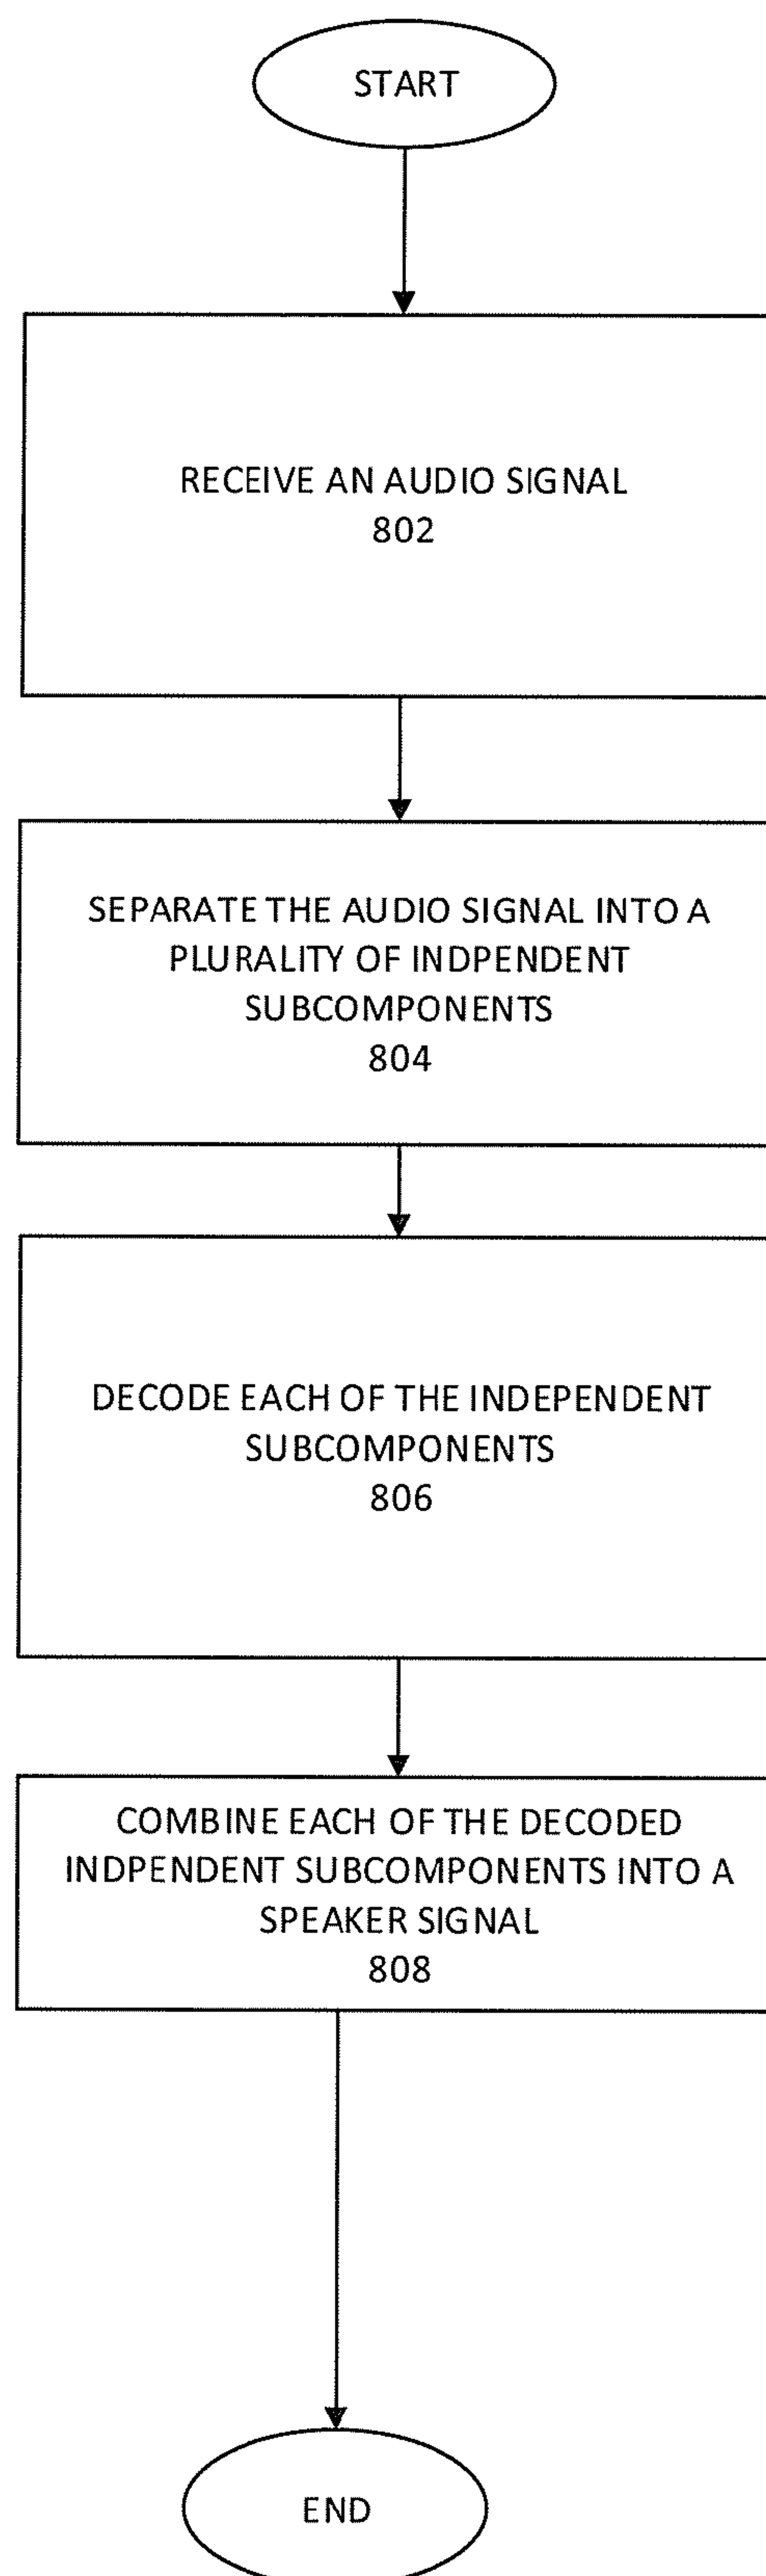 START
RECEIVE AN AUDIO SIGNAL
802
SEPARATE THE AUDIO SIGNAL INTO A
PLURALITY OF INDPENDENT
SUBCOMPONENTS
804
DECODE EACH OF THE INDEPENDENT
SUBCOMPONENTS
806
COMBINE EACH OF THE DECODED
INDPENDENT SUBCOMPONENTS INTO A
SPEAKER SIGNAL
808
END